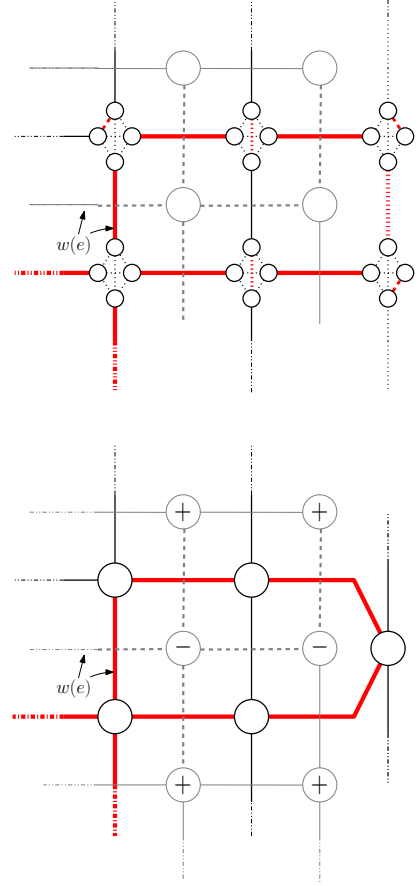 w(e)
+ +
− −
w(e)
+ +